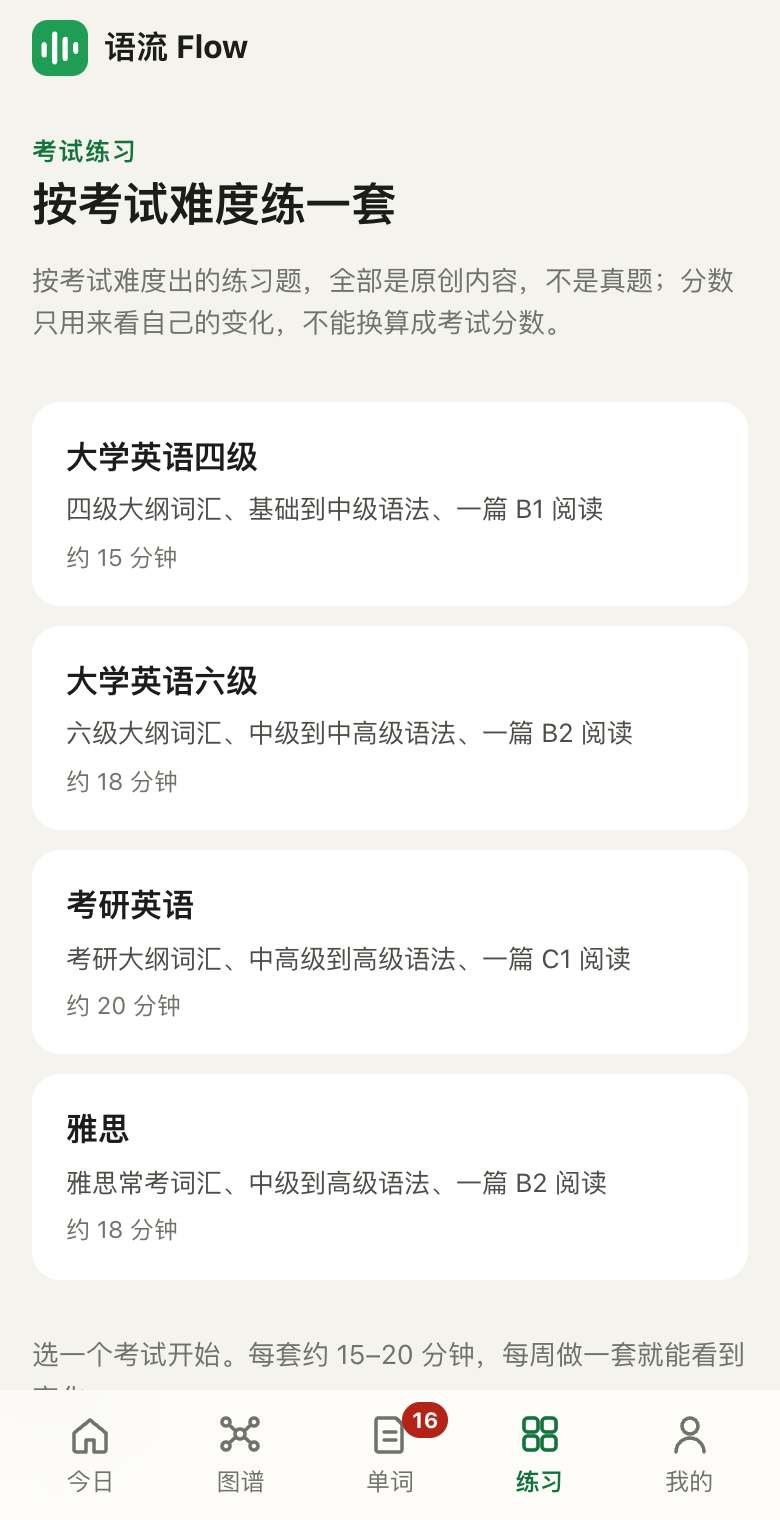 语流 Flow
考试练习
按考试难度练一套
按考试难度出的练习题，全部是原创内容，不是真题；分数
只用来看自己的变化，不能换算成考试分数。
大学英语四级
四级大纲词汇、基础到中级语法、一篇 B1 阅读
约 15 分钟
大学英语六级
六级大纲词汇、中级到中高级语法、一篇 B2 阅读
约 18 分钟
考研英语
考研大纲词汇、中高级到高级语法、一篇 C1 阅读
约 20 分钟
雅思
雅思常考词汇、中级到高级语法、一篇 B2 阅读
约 18 分钟
选一个考试开始。每套约 15–20 分钟，每周做一套就能看到
16
今日
图谱
单词
练习
我的